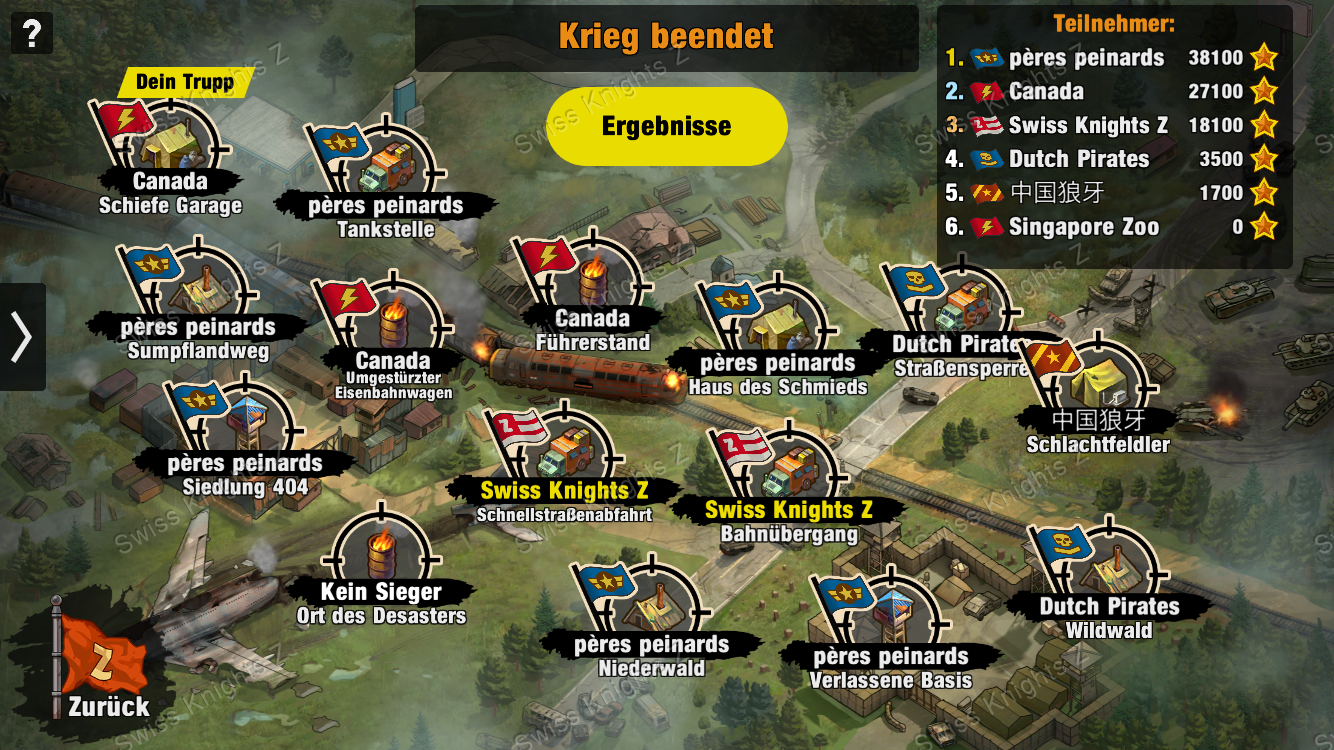 ?
Krieg beendet
Ergebnisse
Teilnehmer:
1. pères peinards 38100
2. Canada 27100
3. Swiss Knights Z 18100
4. Dutch Pirates 3500
5. 中国狼牙 1700
6. Singapore Zoo 0
Dein Trupp
Canada
Schiefe Garage
pères peinards
Tankstelle
pères peinards
Sumpflandweg
Canada
Umgestürzter
Eisenbahnwagen
Canada
Führerstand
pères peinards
Haus des Schmieds
Dutch Pirates
Straßensperre
中国狼牙
Schlachtfeldler
pères peinards
Siedlung 404
Swiss Knights Z
Schnellstraßenabfahrt
Swiss Knights Z
Bahnübergang
Kein Sieger
Ort des Desasters
pères peinards
Niederwald
pères peinards
Verlassene Basis
Dutch Pirates
Wildwald
Z
Zurück
Swiss Knights Z